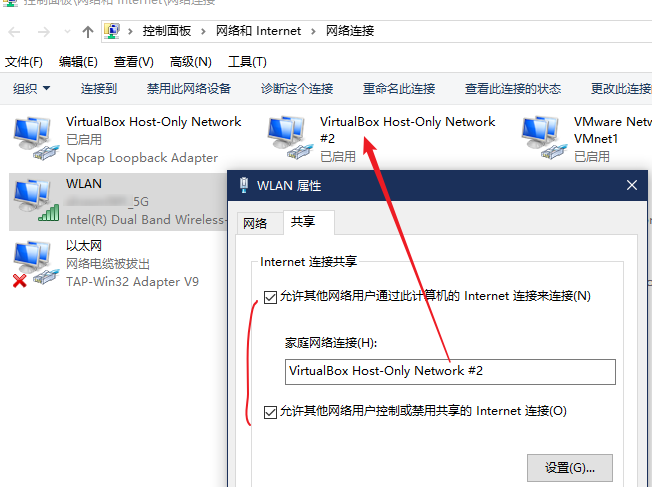 控制面板\网络和 Internet\网络连接
控制面板 > 网络和 Internet > 网络连接
文件(F) 编辑(E) 查看(V) 高级(N) 工具(T)
组织 连接到 禁用此网络设备 诊断这个连接 重命名此连接 查看此连接的状态 更改此连接
VirtualBox Host-Only Network
已启用
Npcap Loopback Adapter
VirtualBox Host-Only Network
#2
已启用
VMware Netw
VMnet1
已启用
WLAN
_5G
Intel(R) Dual Band Wireless-
以太网
网络电缆被拔出
TAP-Win32 Adapter V9
WLAN 属性
网络 共享
Internet 连接共享
允许其他网络用户通过此计算机的 Internet 连接来连接(N)
家庭网络连接(H):
VirtualBox Host-Only Network #2
允许其他网络用户控制或禁用共享的 Internet 连接(O)
设置(G)...